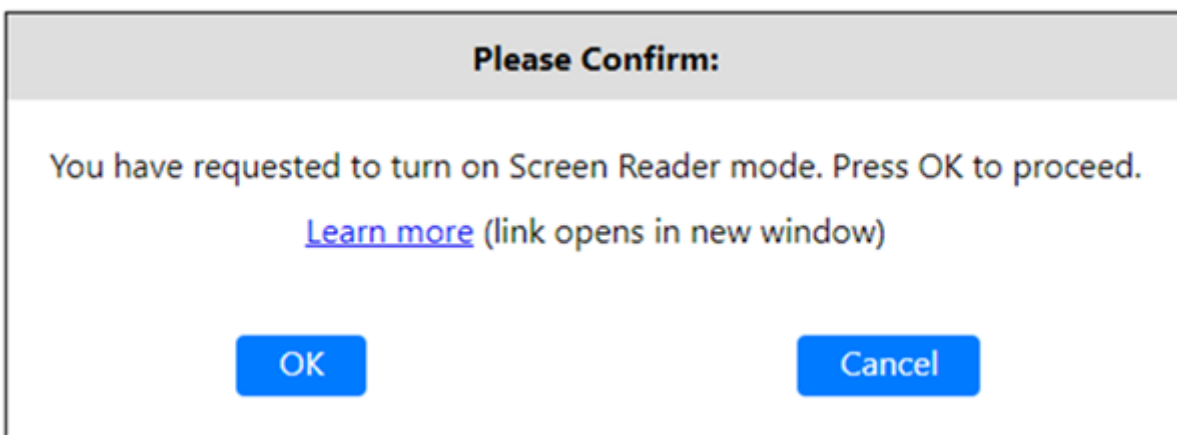 Please Confirm:
You have requested to turn on Screen Reader mode. Press OK to proceed.
Learn more (link opens in new window)
OK
Cancel